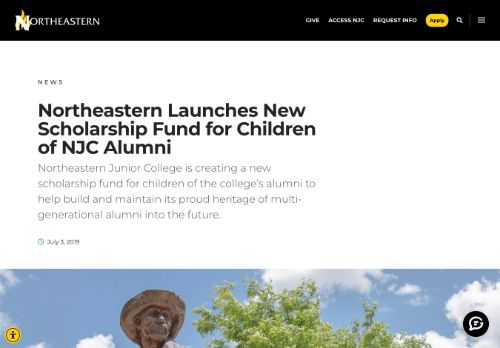 NORTHEASTERN
GIVE ACCESS NJC REQUEST INFO Apply
NEWS
Northeastern Launches New
Scholarship Fund for Children
of NJC Alumni
Northeastern Junior College is creating a new
scholarship fund for children of the college's alumni to
help build and maintain its proud heritage of multi-
generational alumni into the future.
July 3, 2019